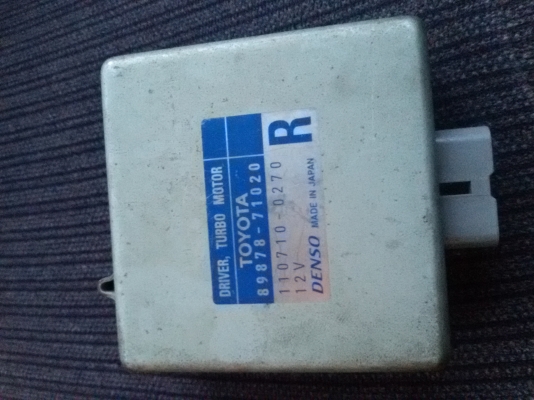 DRIVER, TURBO MOTOR
TOYOTA
89878-71020
110710-0270
12V
DENSO MADE IN JAPAN
R